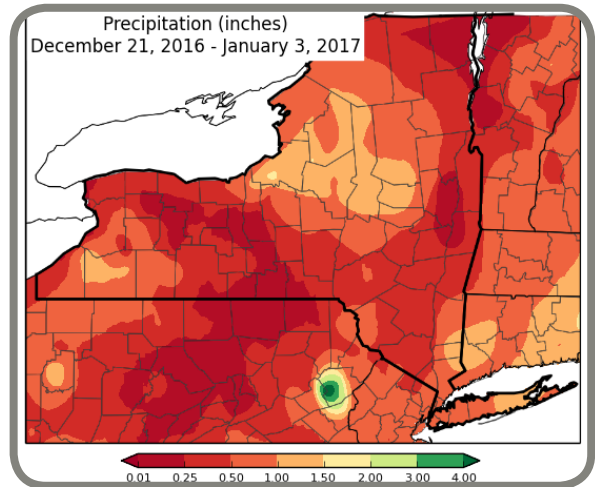 Precipitation (inches)
December 21, 2016 - January 3, 2017
0.01 0.25 0.50 1.00 1.50 2.00 3.00 4.00